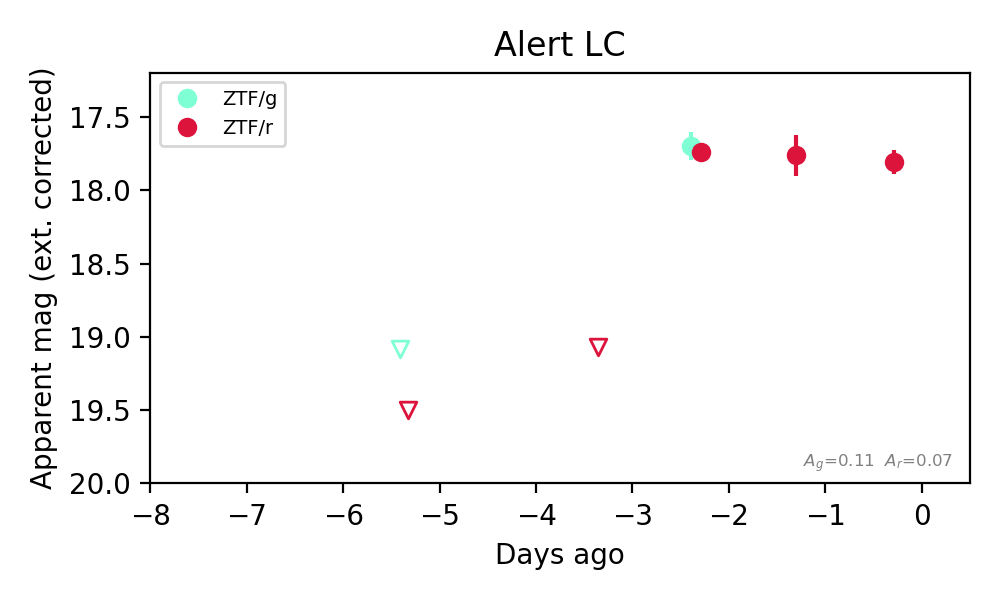 Alert LC
ZTF/g
ZTF/r
Apparent mag (ext. corrected)
17.5
18.0
18.5
19.0
19.5
20.0
A_g=0.11 A_r=0.07
−8 −7 −6 −5 −4 −3 −2 −1 0
Days ago